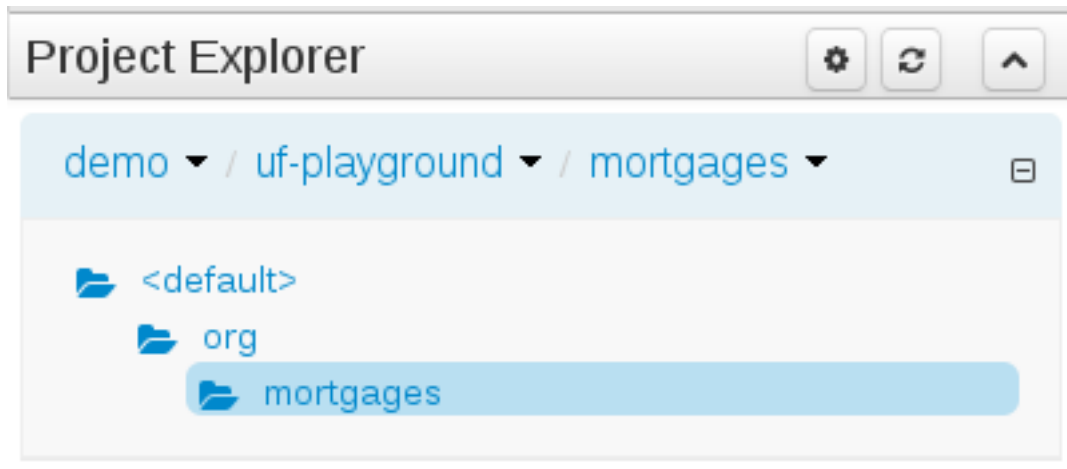 Project Explorer
demo / uf-playground / mortgages
<default>
org
mortgages